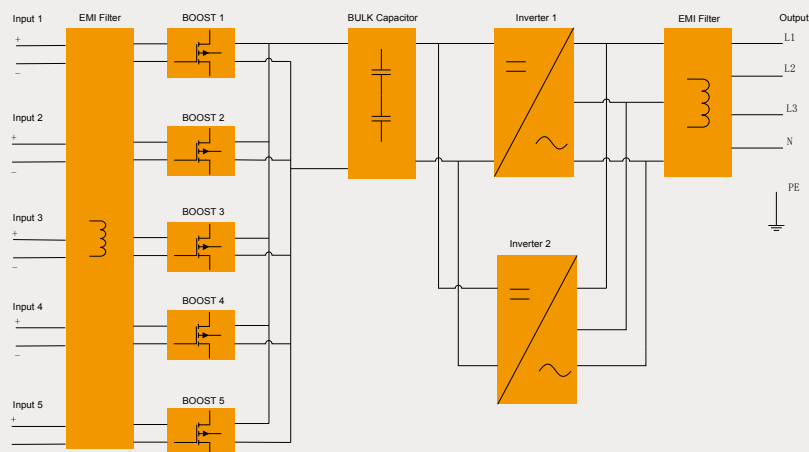 Input 1 EMI Filter BOOST 1 BULK Capacitor Inverter 1 EMI Filter Output
+ L1
−
L2
Input 2 BOOST 2
L3
+ N
−
PE
Input 3 BOOST 3
+
−
Inverter 2
Input 4 BOOST 4
+
−
Input 5 BOOST 5
+